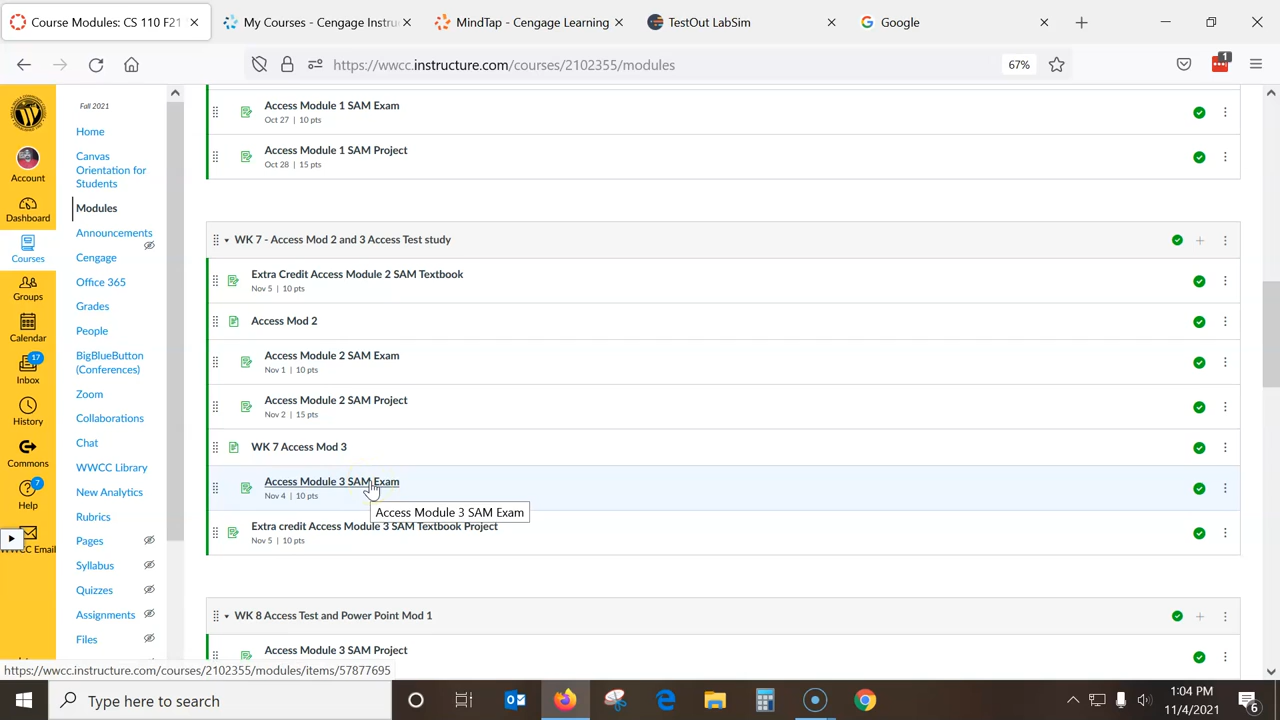 Course Modules: CS 110 F21
My Courses - Cengage Instru
MindTap - Cengage Learning
TestOut LabSim
Google
https://wwcc.instructure.com/courses/2102355/modules
67%
1
Account
Dashboard
Courses
Groups
Calendar
17
Inbox
History
Commons
7
Help
WWCC Email
Fall 2021
Home
Canvas
Orientation for
Students
Modules
Announcements
Cengage
Office 365
Grades
People
BigBlueButton
(Conferences)
Zoom
Collaborations
Chat
WWCC Library
New Analytics
Rubrics
Pages
Syllabus
Quizzes
Assignments
Files
Access Module 1 SAM Exam
Oct 27 | 10 pts
Access Module 1 SAM Project
Oct 28 | 15 pts
WK 7 - Access Mod 2 and 3 Access Test study
Extra Credit Access Module 2 SAM Textbook
Nov 5 | 10 pts
Access Mod 2
Access Module 2 SAM Exam
Nov 1 | 10 pts
Access Module 2 SAM Project
Nov 2 | 15 pts
WK 7 Access Mod 3
Access Module 3 SAM Exam
Nov 4 | 10 pts
Access Module 3 SAM Exam
Extra credit Access Module 3 SAM Textbook Project
Nov 5 | 10 pts
WK 8 Access Test and Power Point Mod 1
Access Module 3 SAM Project
https://wwcc.instructure.com/courses/2102355/modules/items/57877695
Type here to search
1:04 PM
11/4/2021
6